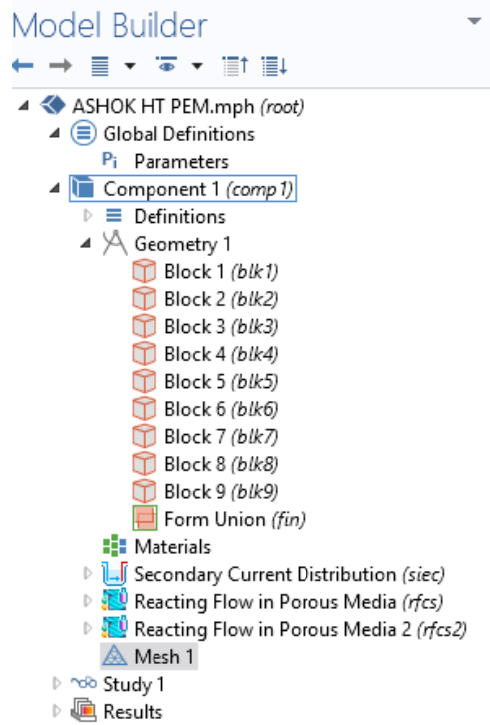 Model Builder
ASHOK HT PEM.mph (root)
Global Definitions
Pi Parameters
Component 1 (comp1)
Definitions
Geometry 1
Block 1 (blk1)
Block 2 (blk2)
Block 3 (blk3)
Block 4 (blk4)
Block 5 (blk5)
Block 6 (blk6)
Block 7 (blk7)
Block 8 (blk8)
Block 9 (blk9)
Form Union (fin)
Materials
Secondary Current Distribution (siec)
Reacting Flow in Porous Media (rfcs)
Reacting Flow in Porous Media 2 (rfcs2)
Mesh 1
Study 1
Results